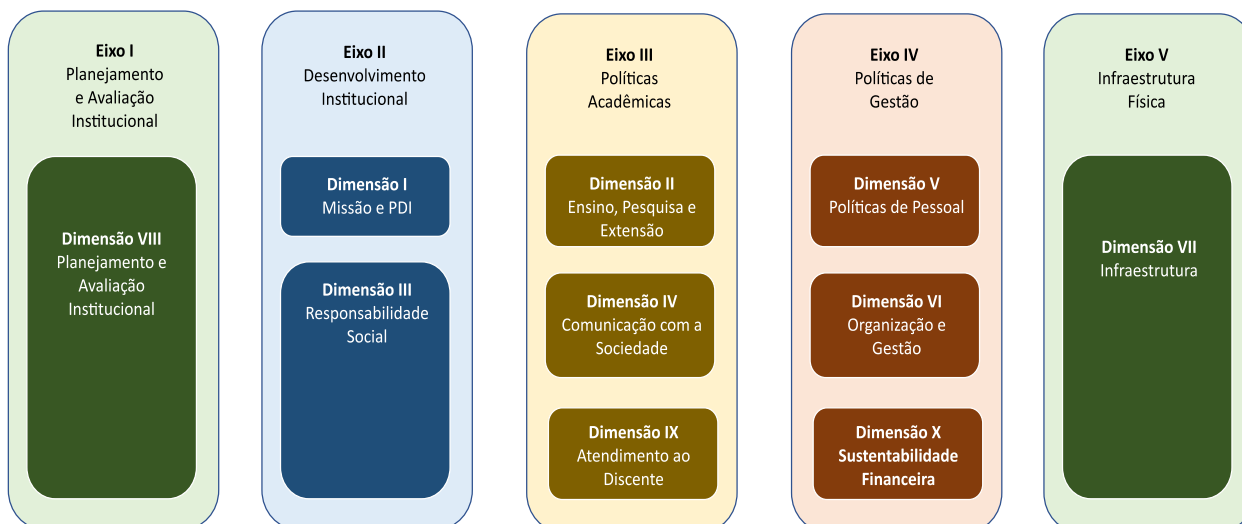 Eixo I
Planejamento
e Avaliação
Institucional
Dimensão VIII
Planejamento e
Avaliação
Institucional
Eixo II
Desenvolvimento
Institucional
Dimensão I
Missão e PDI
Dimensão III
Responsabilidade
Social
Eixo III
Políticas
Acadêmicas
Dimensão II
Ensino, Pesquisa e
Extensão
Dimensão IV
Comunicação com a
Sociedade
Dimensão IX
Atendimento ao
Discente
Eixo IV
Políticas de
Gestão
Dimensão V
Políticas de Pessoal
Dimensão VI
Organização e
Gestão
Dimensão X
Sustentabilidade
Financeira
Eixo V
Infraestrutura
Física
Dimensão VII
Infraestrutura